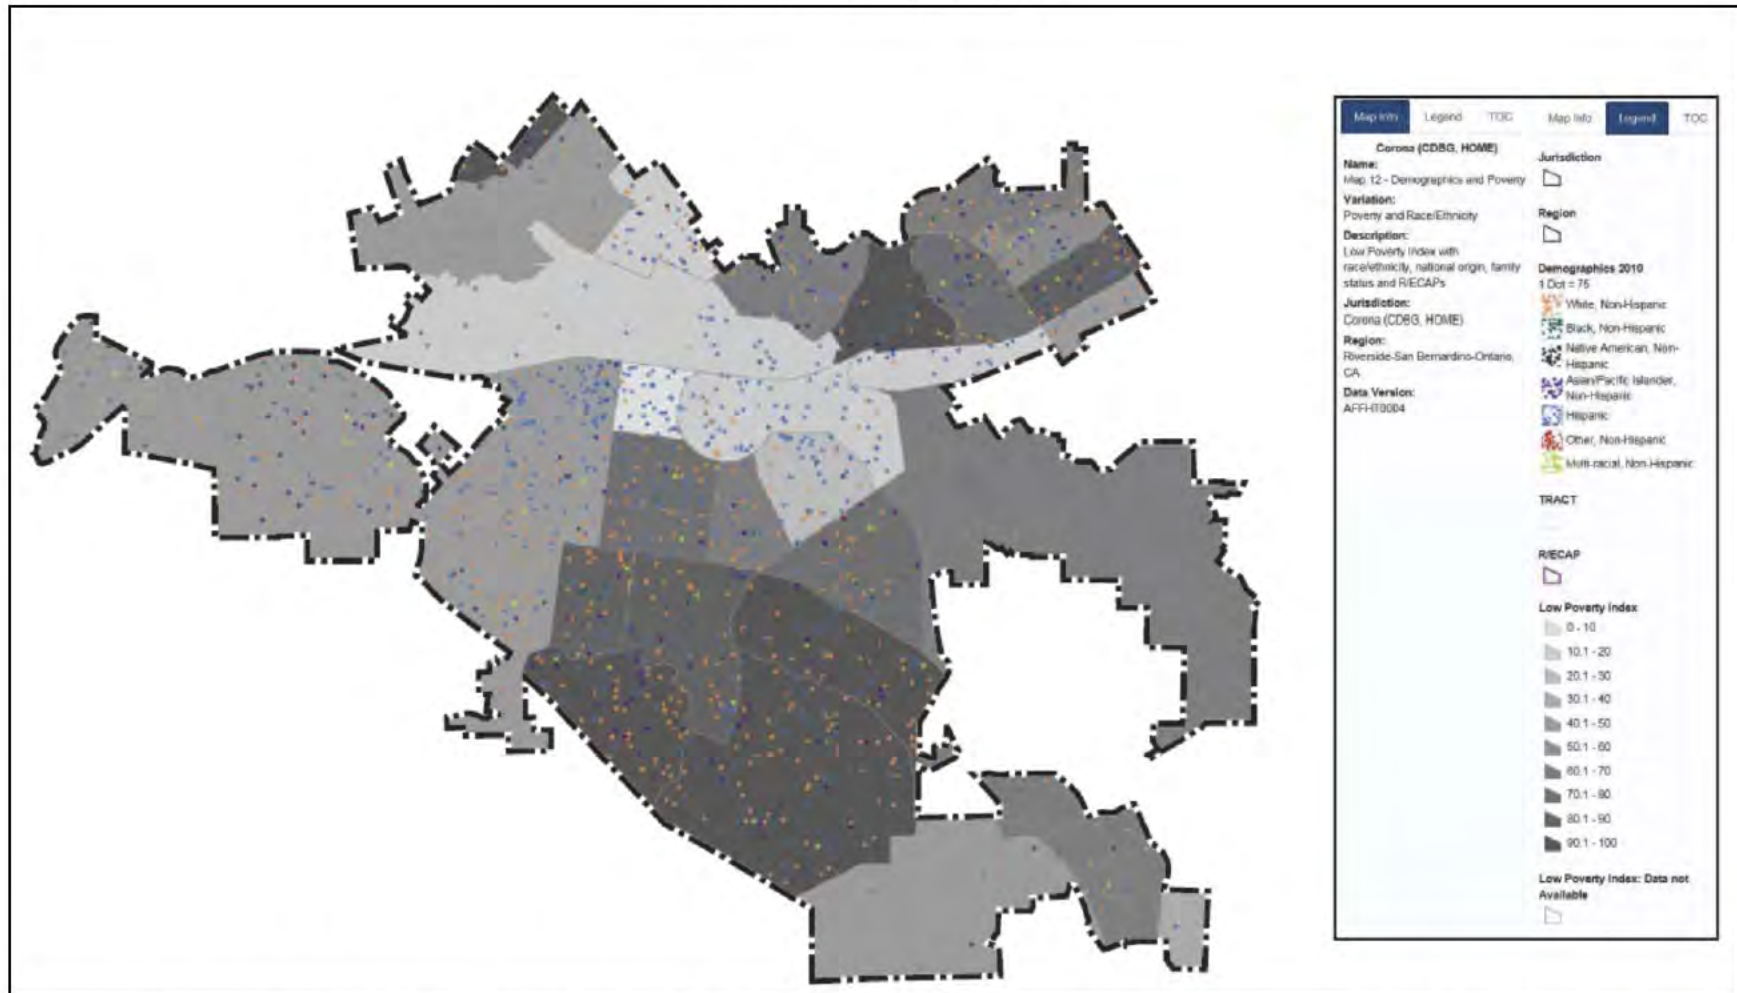 Map Info Legend TOC
Corona (CDBG, HOME)
Name:
Map 12 - Demographics and Poverty
Variation:
Poverty and Race/Ethnicity
Description:
Low Poverty Index with
race/ethnicity, national origin, family
status and R/ECAPs
Jurisdiction:
Corona (CDBG, HOME)
Region:
Riverside-San Bernardino-Ontario,
CA
Data Version:
AFFHT0004
Map Info Legend TOC
Jurisdiction
Region
Demographics 2010
1 Dot = 75
White, Non-Hispanic
Black, Non-Hispanic
Native American, Non-
Hispanic
Asian/Pacific Islander,
Non-Hispanic
Hispanic
Other, Non-Hispanic
Multi-racial, Non-Hispanic
TRACT
R/ECAP
Low Poverty Index
0 - 10
10.1 - 20
20.1 - 30
30.1 - 40
40.1 - 50
50.1 - 60
60.1 - 70
70.1 - 80
80.1 - 90
90.1 - 100
Low Poverty Index: Data not
Available